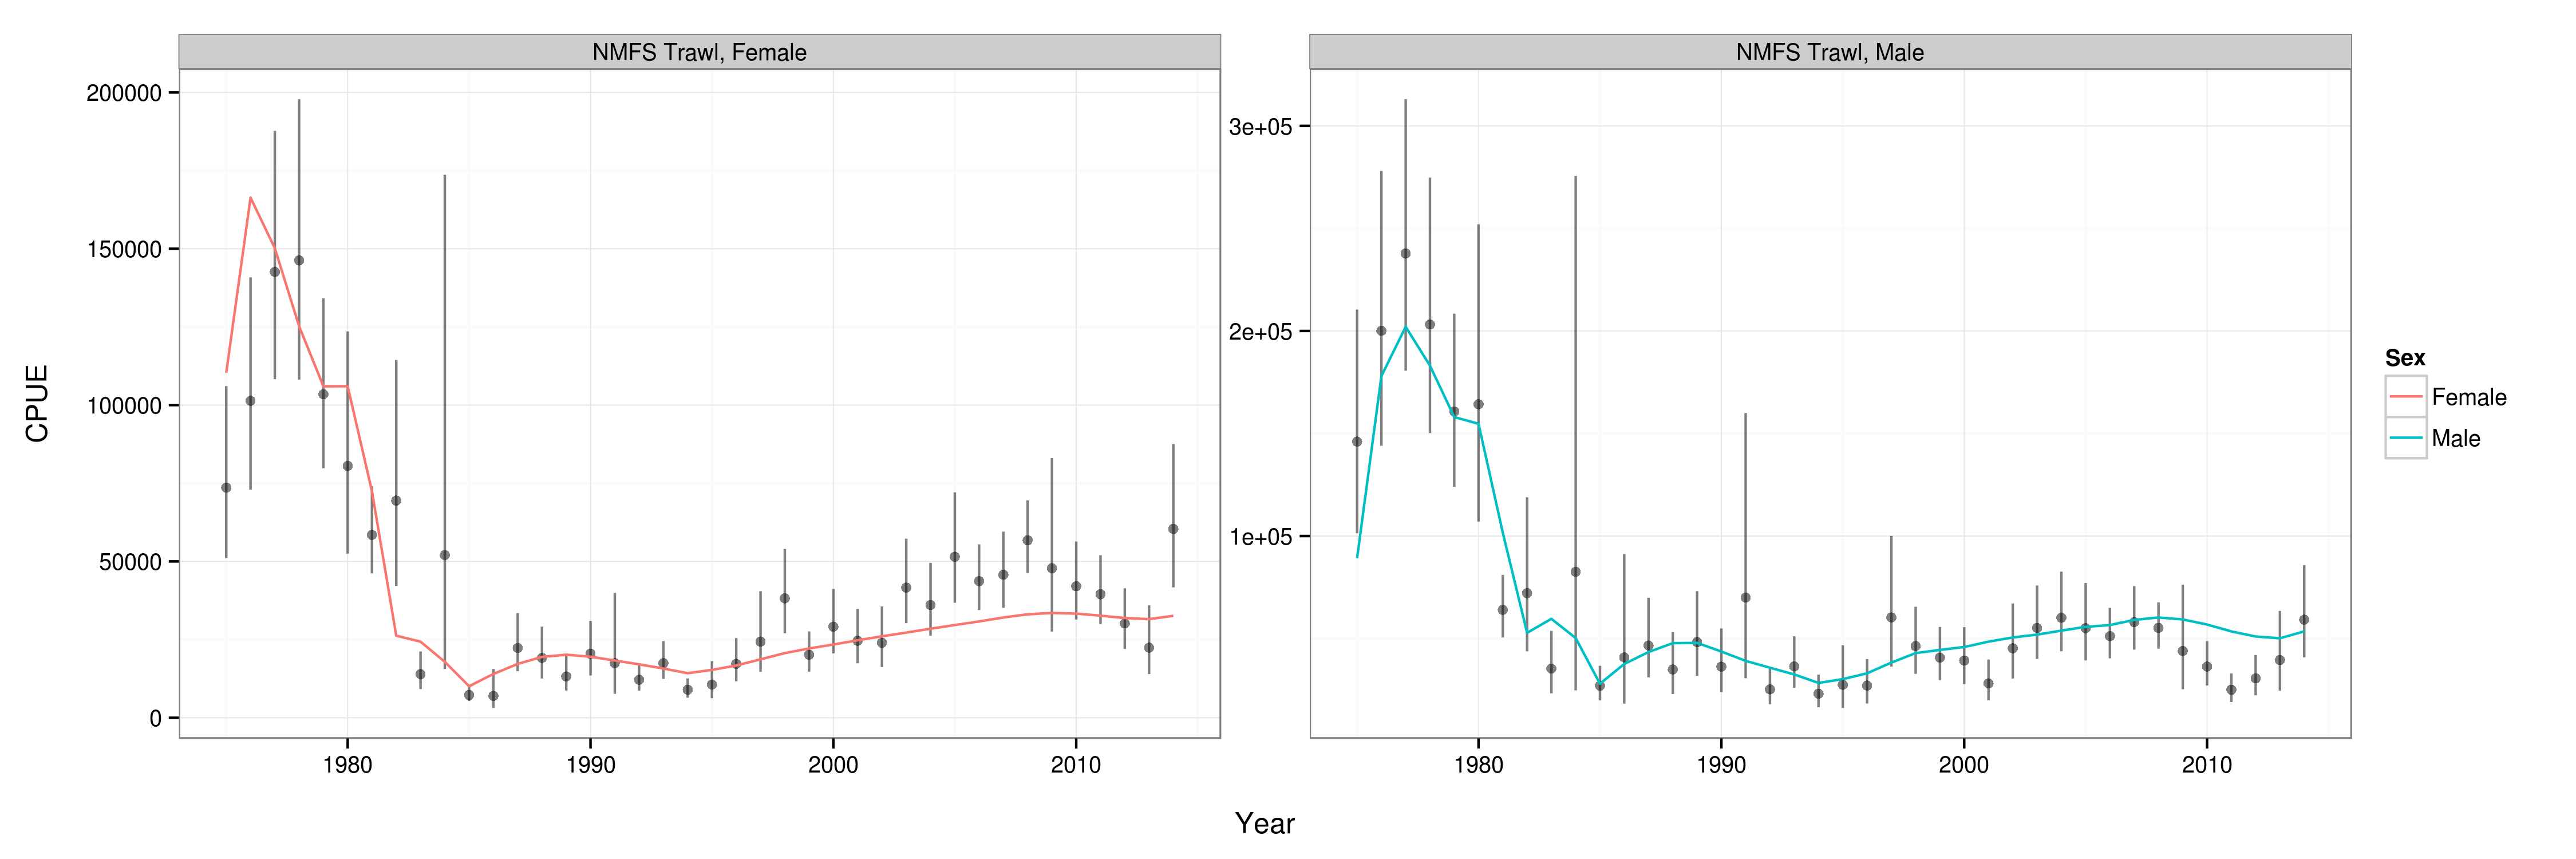 NMFS Trawl, Female
NMFS Trawl, Male
CPUE
200000
150000
100000
50000
0
3e+05
2e+05
1e+05
1980
1990
2000
2010
1980
1990
2000
2010
Year
Sex
Female
Male